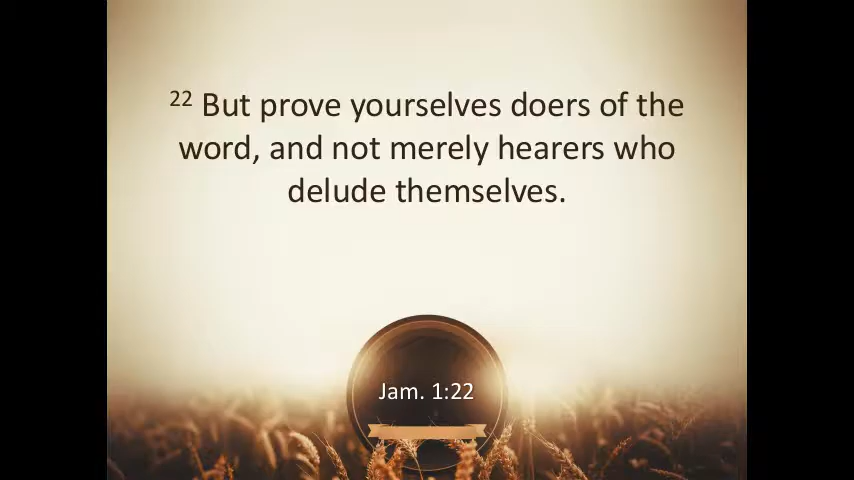 22 But prove yourselves doers of the
word, and not merely hearers who
delude themselves.
Jam. 1:22